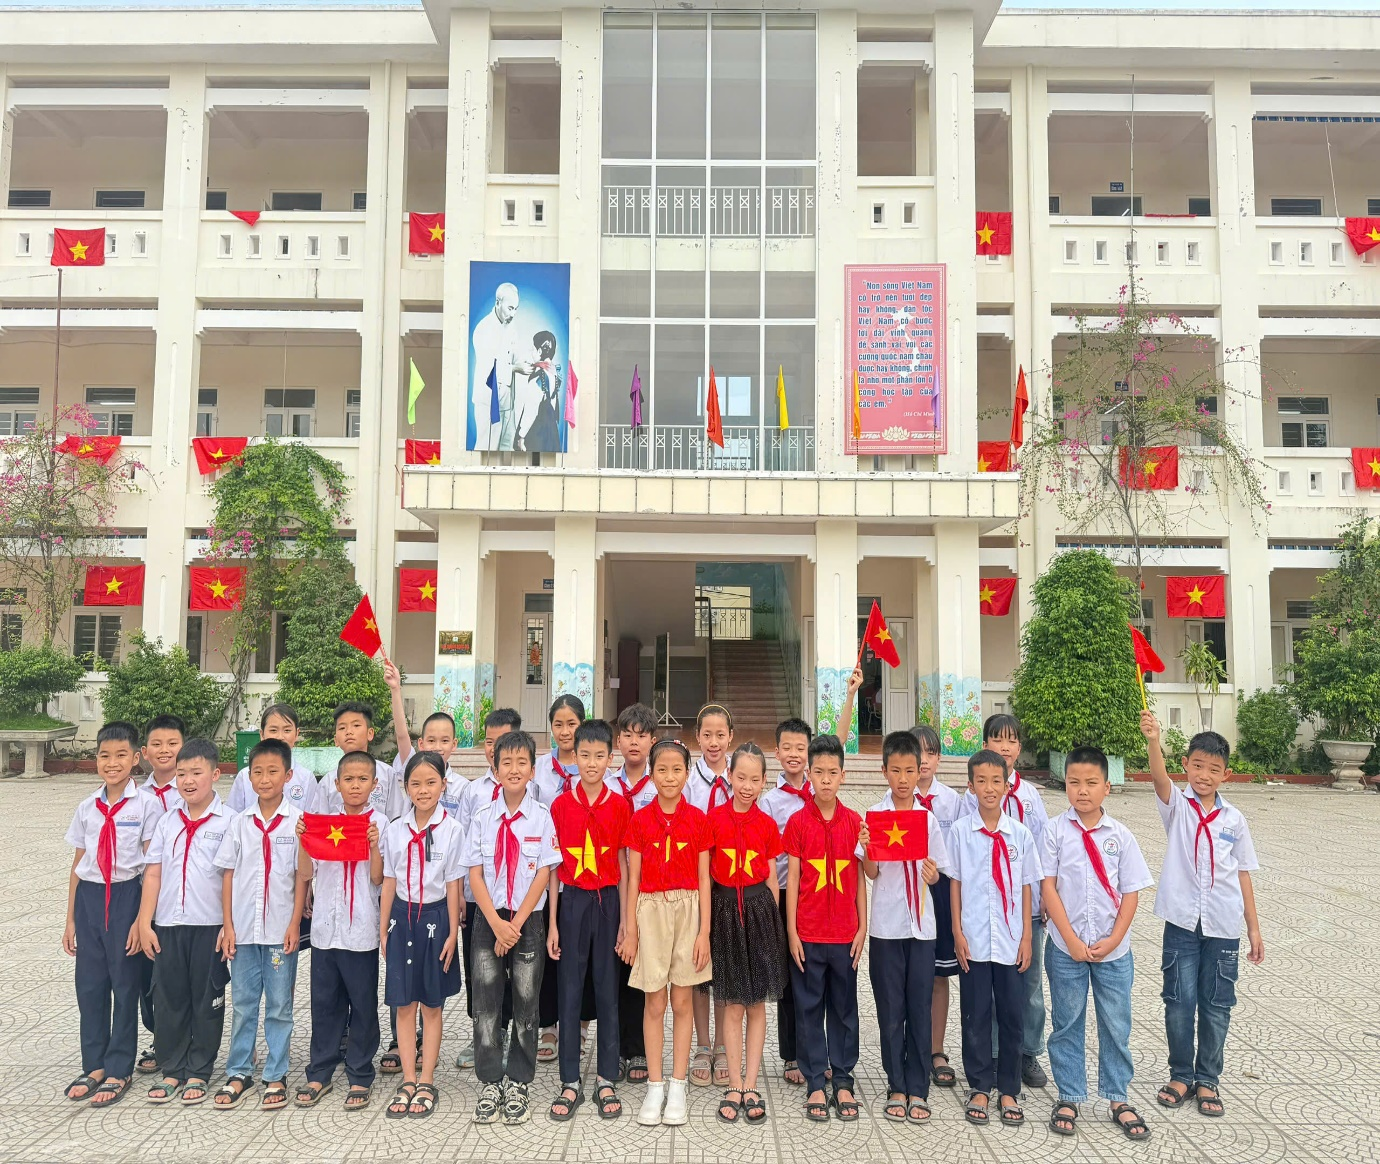 "Non sông Việt Nam
có trở nên tươi đẹp
hay không, dân tộc
Việt Nam có bước
tới đài vinh quang
để sánh vai với các
cường quốc năm châu
được hay không, chính
là nhờ một phần lớn ở
công học tập của
các em."
(Hồ Chí Minh)